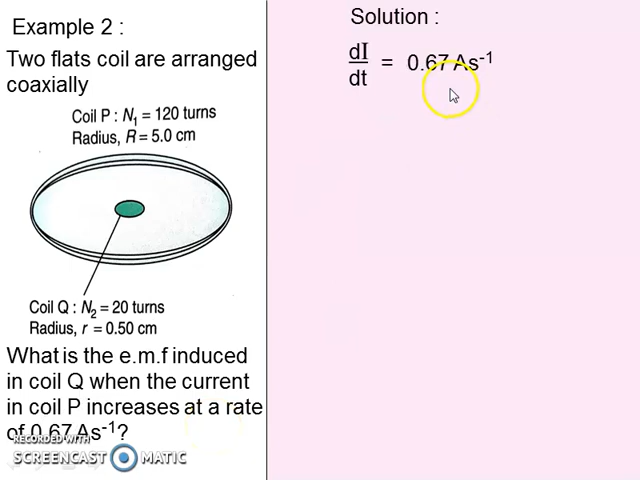 Example 2 :
Two flats coil are arranged
coaxially
Coil P : N₁ = 120 turns
Radius, R = 5.0 cm
Coil Q : N₂ = 20 turns
Radius, r = 0.50 cm
What is the e.m.f induced
in coil Q when the current
in coil P increases at a rate
of 0.67 As⁻¹?
RECORDED WITH
SCREENCAST MATIC
Solution :
dI
dt = 0.67 As⁻¹